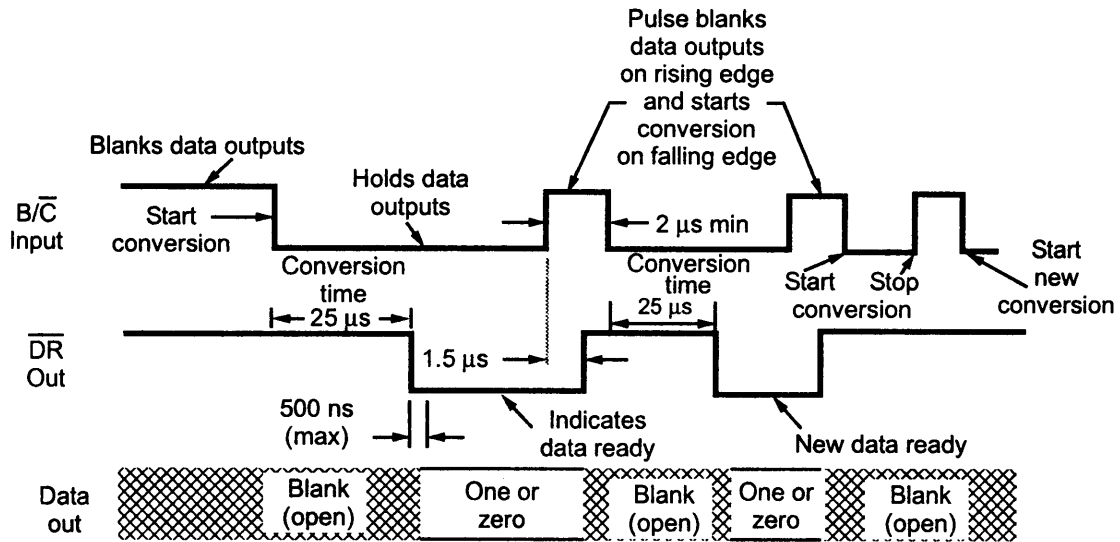 Pulse blanks
data outputs
on rising edge
and starts
conversion
on falling edge
Blanks data outputs
Holds data
outputs
B/C̅
Input
Start
conversion
2 μs min
Conversion
time
25 μs
Conversion
time
25 μs
Start
conversion
Stop
Start
new
conversion
D̅R̅
Out
1.5 μs
500 ns
(max)
Indicates
data ready
New data ready
Data
out
Blank
(open)
One or
zero
Blank
(open)
One or
zero
Blank
(open)